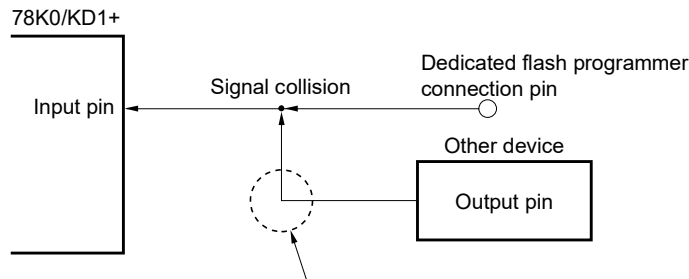 78K0/KD1+
Signal collision
Dedicated flash programmer
connection pin
Input pin
Other device
Output pin